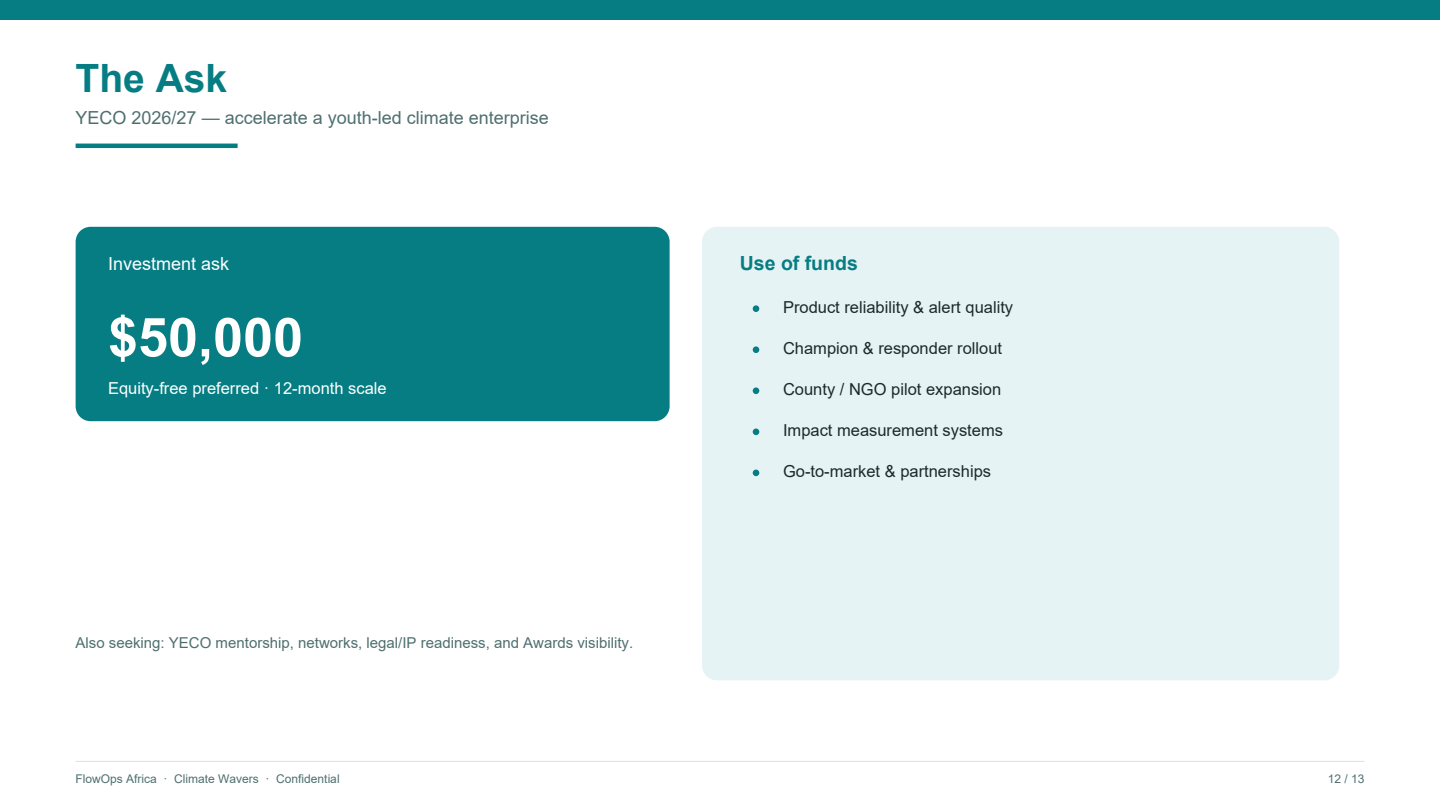 The Ask
YECO 2026/27 — accelerate a youth-led climate enterprise
Investment ask
$50,000
Equity-free preferred · 12-month scale
Also seeking: YECO mentorship, networks, legal/IP readiness, and Awards visibility.
Use of funds
● Product reliability & alert quality
● Champion & responder rollout
● County / NGO pilot expansion
● Impact measurement systems
● Go-to-market & partnerships
FlowOps Africa · Climate Wavers · Confidential
12 / 13